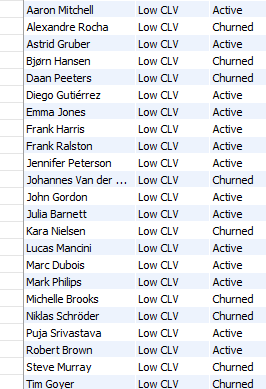 Aaron Mitchell Low CLV Active
Alexandre Rocha Low CLV Churned
Astrid Gruber Low CLV Active
Bjørn Hansen Low CLV Churned
Daan Peeters Low CLV Churned
Diego Gutiérrez Low CLV Active
Emma Jones Low CLV Active
Frank Harris Low CLV Active
Frank Ralston Low CLV Active
Jennifer Peterson Low CLV Active
Johannes Van der ... Low CLV Churned
John Gordon Low CLV Active
Julia Barnett Low CLV Active
Kara Nielsen Low CLV Churned
Lucas Mancini Low CLV Active
Marc Dubois Low CLV Active
Mark Philips Low CLV Active
Michelle Brooks Low CLV Churned
Niklas Schröder Low CLV Churned
Puja Srivastava Low CLV Active
Robert Brown Low CLV Active
Steve Murray Low CLV Churned
Tim Goyer Low CLV Churned